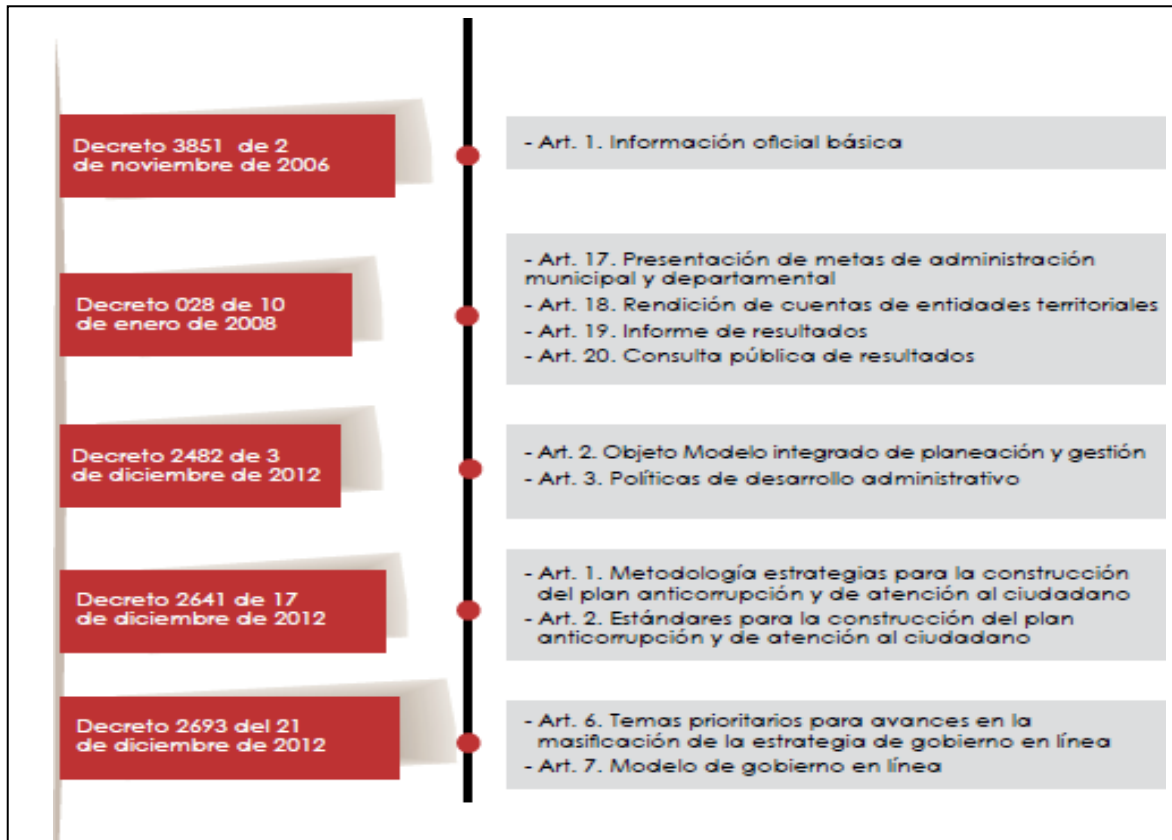 Decreto 3851 de 2
de noviembre de 2006
- Art. 1. Información oficial básica
Decreto 028 de 10
de enero de 2008
- Art. 17. Presentación de metas de administración
municipal y departamental
- Art. 18. Rendición de cuentas de entidades territoriales
- Art. 19. Informe de resultados
- Art. 20. Consulta pública de resultados
Decreto 2482 de 3
de diciembre de 2012
- Art. 2. Objeto Modelo integrado de planeación y gestión
- Art. 3. Políticas de desarrollo administrativo
Decreto 2641 de 17
de diciembre de 2012
- Art. 1. Metodología estrategias para la construcción
del plan anticorrupción y de atención al ciudadano
- Art. 2. Estándares para la construcción del plan
anticorrupción y de atención al ciudadano
Decreto 2693 del 21
de diciembre de 2012
- Art. 6. Temas prioritarios para avances en la
masificación de la estrategia de gobierno en línea
- Art. 7. Modelo de gobierno en línea